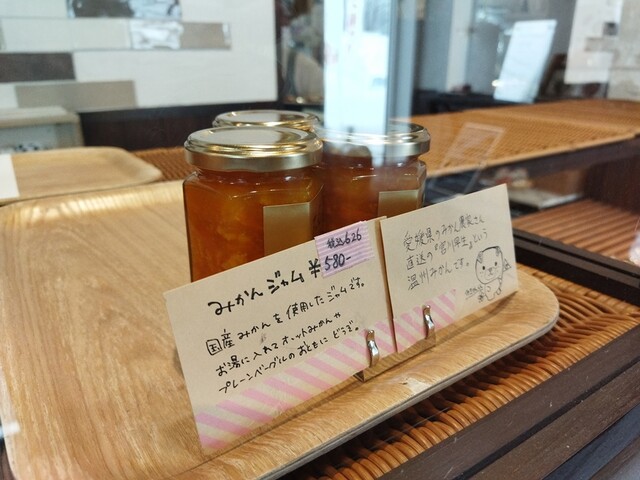 みかんジャム ¥580-
税込626
国産みかんを使用したジャムです。
お湯に入れてホットみかんや
プレーンベーグルのおともに どうぞ。
愛媛県のみかん農家さん
直送の『宮川早生』という
温州みかんです。